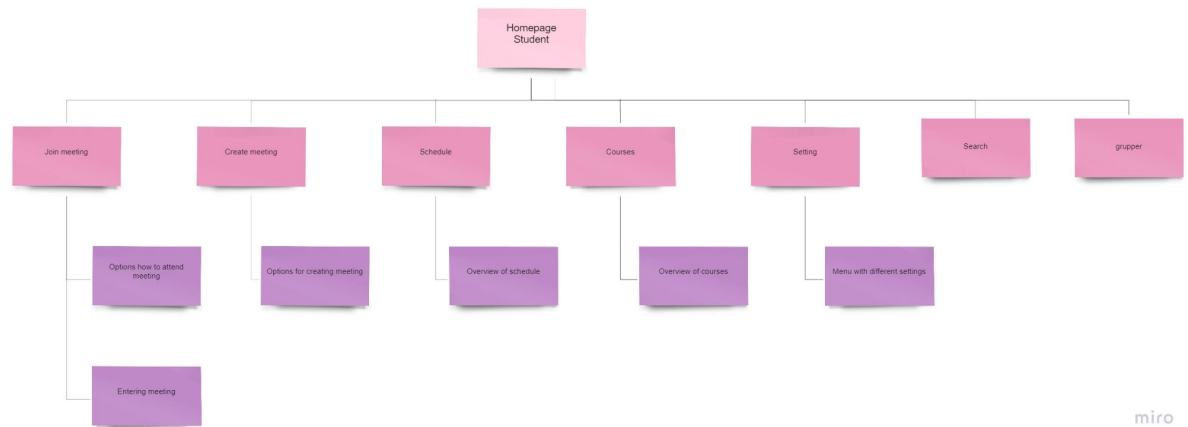 Homepage
Student
Join meeting
Create meeting
Schedule
Courses
Setting
Search
grupper
Options how to attend
meeting
Options for creating meeting
Overview of schedule
Overview of courses
Menu with different settings
Entering meeting
miro